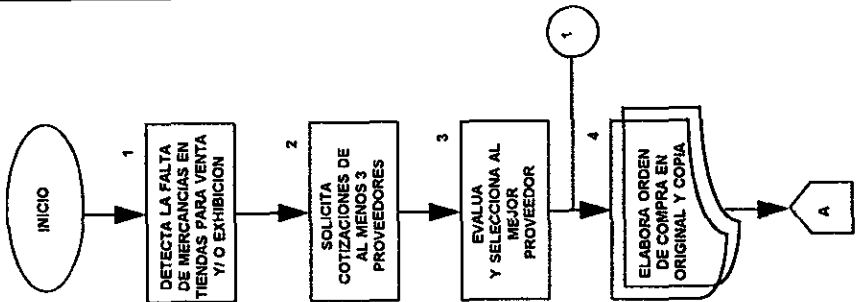 INICIO
1
DETECTA LA FALTA
DE MERCANCIAS EN
TIENDAS PARA VENTA
Y/ O EXHIBICION
2
SOLICITA
COTIZACIONES DE
AL MENOS 3
PROVEEDORES
3
EVALUA
Y SELECCIONA AL
MEJOR
PROVEEDOR
1
4
ELABORA ORDEN
DE COMPRA EN
ORIGINAL Y COPIA
A